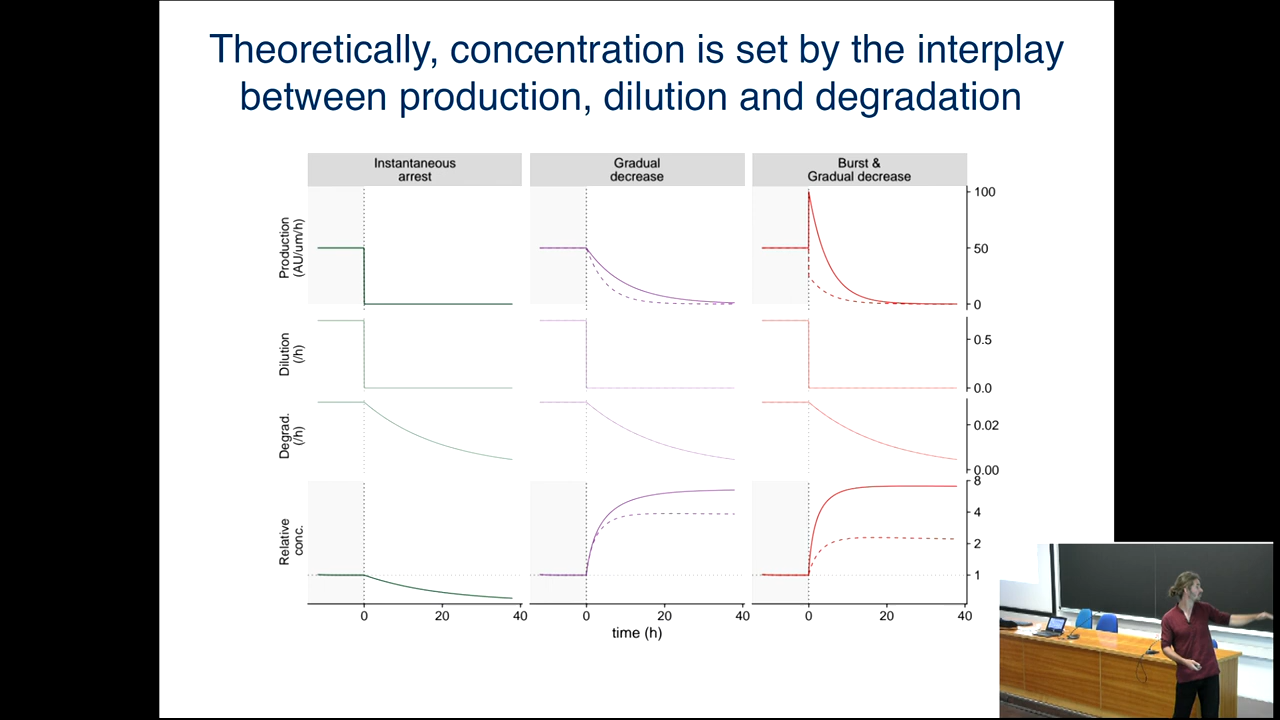 Theoretically, concentration is set by the interplay
between production, dilution and degradation
Instantaneous
arrest
Gradual
decrease
Burst &
Gradual decrease
Production
(AU/um/h)
100
50
0
Dilution
(/h)
0.5
0.0
Degrad.
(/h)
0.02
0.00
Relative
conc.
8
4
2
1
0 20 40 0 20 40 0 20 40
time (h)